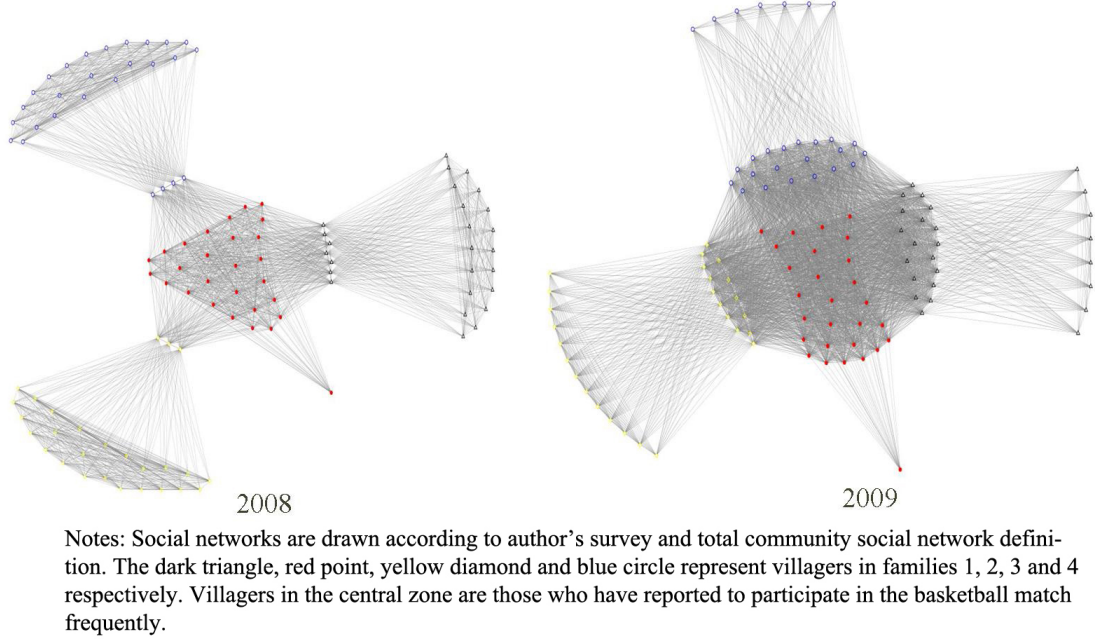 2008
2009
Notes: Social networks are drawn according to author’s survey and total community social network defini-
tion. The dark triangle, red point, yellow diamond and blue circle represent villagers in families 1, 2, 3 and 4
respectively. Villagers in the central zone are those who have reported to participate in the basketball match
frequently.